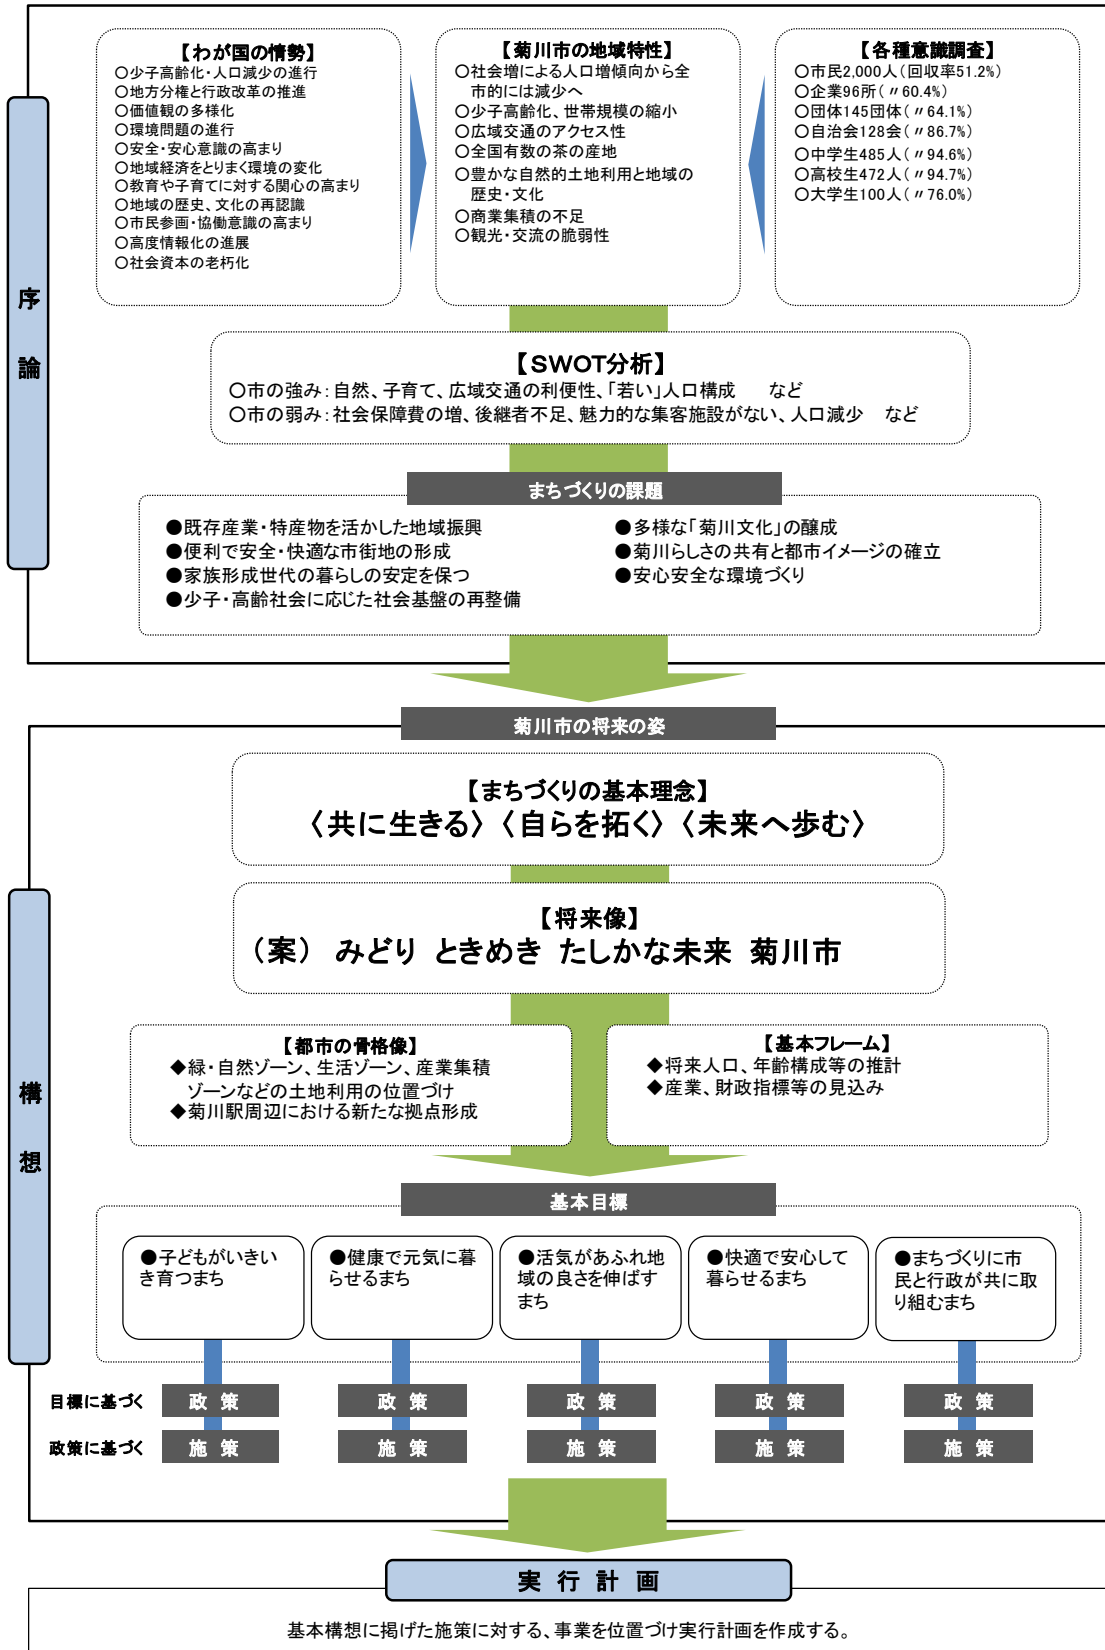 序論
【わが国の情勢】
○少子高齢化・人口減少の進行
○地方分権と行政改革の推進
○価値観の多様化
○環境問題の進行
○安全・安心意識の高まり
○地域経済をとりまく環境の変化
○教育や子育てに対する関心の高まり
○地域の歴史、文化の再認識
○市民参画・協働意識の高まり
○高度情報化の進展
○社会資本の老朽化
【菊川市の地域特性】
○社会増による人口増傾向から全
市的には減少へ
○少子高齢化、世帯規模の縮小
○広域交通のアクセス性
○全国有数の茶の産地
○豊かな自然的土地利用と地域の
歴史・文化
○商業集積の不足
○観光・交流の脆弱性
【各種意識調査】
○市民2,000人（回収率51.2%）
○企業96所（〃60.4%）
○団体145団体（〃64.1%）
○自治会128会（〃86.7%）
○中学生485人（〃94.6%）
○高校生472人（〃94.7%）
○大学生100人（〃76.0%）
【SWOT分析】
○市の強み：自然、子育て、広域交通の利便性、「若い」人口構成　など
○市の弱み：社会保障費の増、後継者不足、魅力的な集客施設がない、人口減少　など
まちづくりの課題
●既存産業・特産物を活かした地域振興
●便利で安全・快適な市街地の形成
●家族形成世代の暮らしの安定を保つ
●少子・高齢社会に応じた社会基盤の再整備
●多様な「菊川文化」の醸成
●菊川らしさの共有と都市イメージの確立
●安心安全な環境づくり
構想
菊川市の将来の姿
【まちづくりの基本理念】
〈共に生きる〉〈自らを拓く〉〈未来へ歩む〉
【将来像】
（案）　みどり　ときめき　たしかな未来　菊川市
【都市の骨格像】
◆緑・自然ゾーン、生活ゾーン、産業集積
ゾーンなどの土地利用の位置づけ
◆菊川駅周辺における新たな拠点形成
【基本フレーム】
◆将来人口、年齢構成等の推計
◆産業、財政指標等の見込み
基本目標
●子どもがいきい
き育つまち
●健康で元気に暮
らせるまち
●活気があふれ地
域の良さを伸ばす
まち
●快適で安心して
暮らせるまち
●まちづくりに市
民と行政が共に取
り組むまち
目標に基づく　政　策　政　策　政　策　政　策　政　策
政策に基づく　施　策　施　策　施　策　施　策　施　策
実　行　計　画
基本構想に掲げた施策に対する、事業を位置づけ実行計画を作成する。